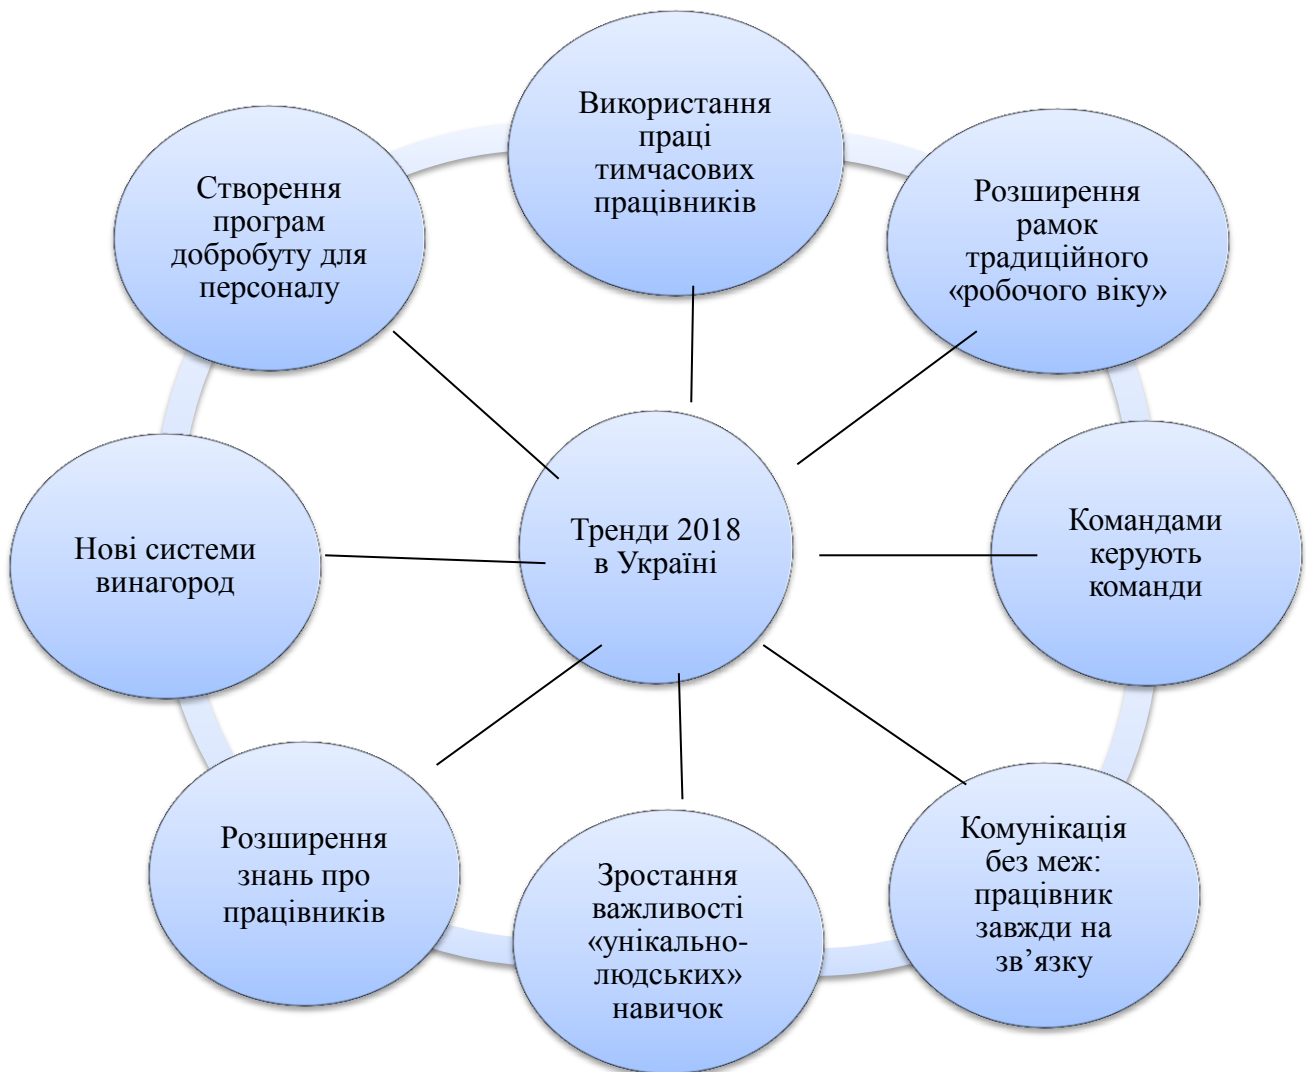 Використання
праці
тимчасових
працівників
Розширення
рамок
традиційного
«робочого віку»
Командами
керують
команди
Комунікація
без меж:
працівник
завжди на
зв’язку
Зростання
важливості
«унікально-
людських»
навичок
Розширення
знань про
працівників
Нові системи
винагород
Створення
програм
добробуту для
персоналу
Тренди 2018
в Україні